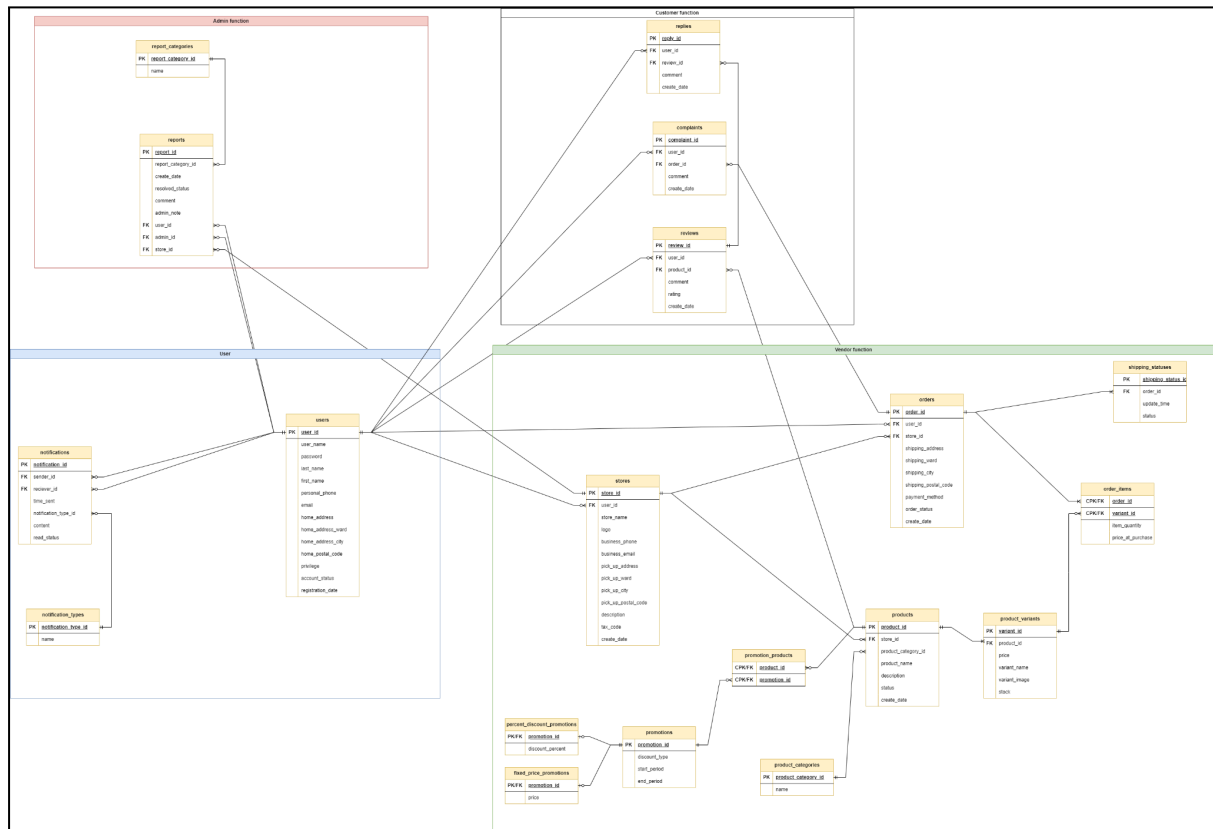 Admin function
report_categories
PK report_category_id
name
reports
PK report_id
report_category_id
create_date
resolved_status
comment
admin_note
FK user_id
FK admin_id
FK store_id
Customer function
replies
PK reply_id
FK user_id
FK review_id
comment
create_date
complaints
PK complaint_id
FK user_id
FK order_id
comment
create_date
reviews
PK review_id
FK user_id
FK product_id
comment
rating
create_date
User
users
PK user_id
user_name
password
last_name
first_name
personal_phone
email
home_address
home_address_ward
home_address_city
home_postal_code
privilege
account_status
registration_date
notifications
PK notification_id
FK sender_id
FK reciever_id
time_sent
notification_type_id
content
read_status
notification_types
PK notification_type_id
name
Vendor function
shipping_statuses
PK shipping_status_id
FK order_id
update_time
status
orders
PK order_id
FK user_id
FK store_id
shipping_address
shipping_ward
shipping_city
shipping_postal_code
payment_method
order_status
create_date
order_items
CPK/FK order_id
CPK/FK variant_id
item_quantity
price_at_purchase
stores
PK store_id
FK user_id
store_name
logo
business_phone
business_email
pick_up_address
pick_up_ward
pick_up_city
pick_up_postal_code
description
tax_code
create_date
products
PK product_id
FK store_id
product_category_id
product_name
description
status
create_date
product_variants
PK variant_id
FK product_id
price
variant_name
variant_image
stock
promotion_products
CPK/FK product_id
CPK/FK promotion_id
percent_discount_promotions
PK/FK promotion_id
discount_percent
fixed_price_promotions
PK/FK promotion_id
price
promotions
PK promotion_id
discount_type
start_period
end_period
product_categories
PK product_category_id
name